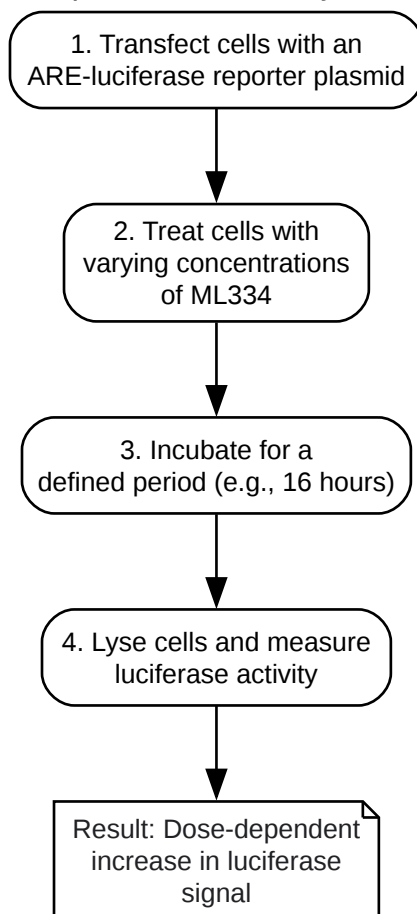 1. Transfect cells with an
ARE-luciferase reporter plasmid
2. Treat cells with
varying concentrations
of ML334
3. Incubate for a
defined period (e.g., 16 hours)
4. Lyse cells and measure
luciferase activity
Result: Dose-dependent
increase in luciferase
signal